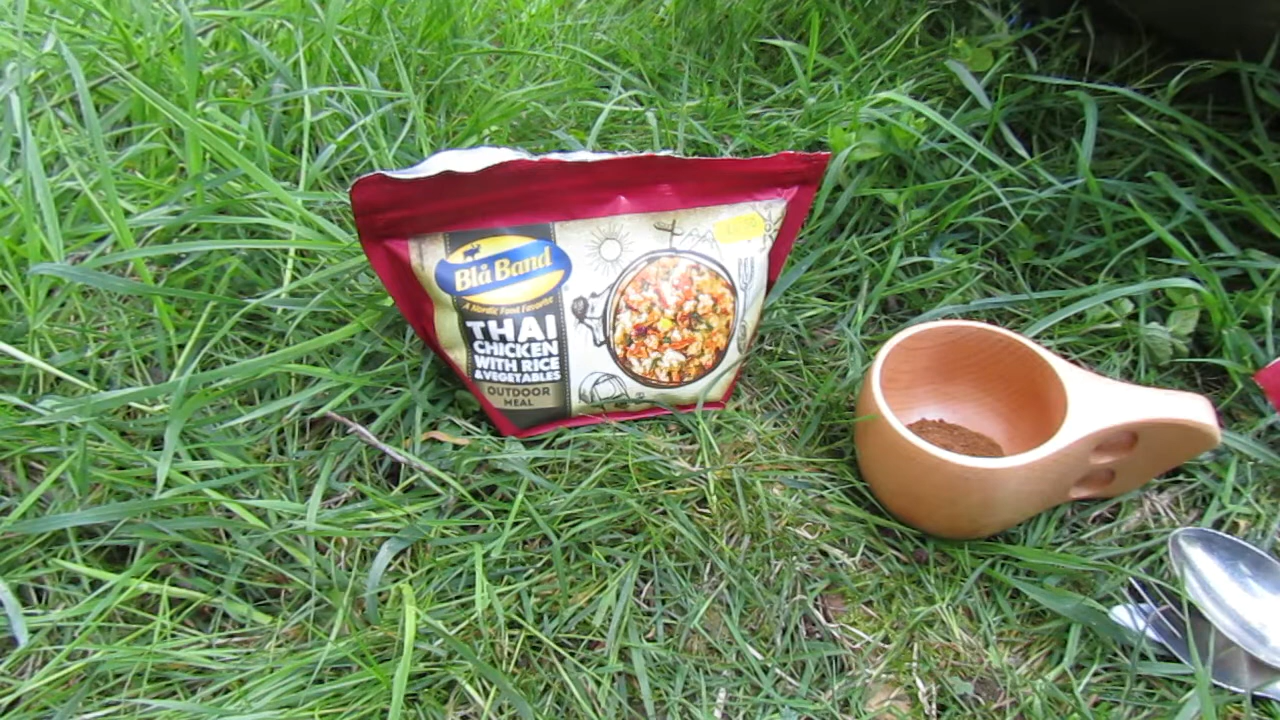 Blå Band
A Nordic Food Favorite
THAI
CHICKEN
WITH RICE
& VEGETABLES
OUTDOOR
MEAL